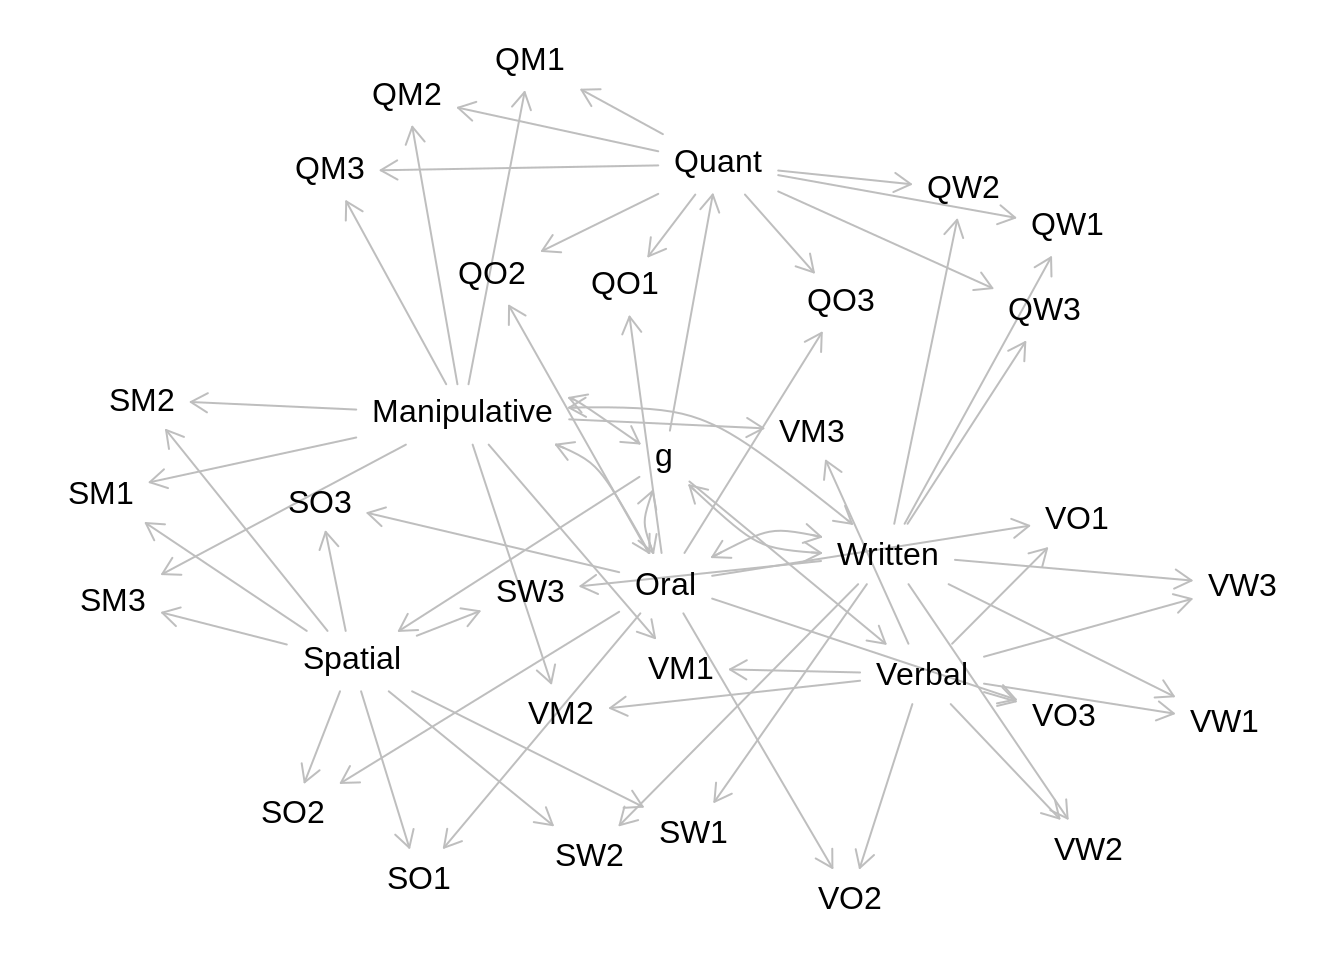 QM1
QM2
Quant
QM3
QW2
QW1
QO2
QO1
QO3
QW3
SM2
Manipulative
VM3
g
SM1
SO3
VO1
Written
Oral
SW3
VW3
SM3
Spatial
VM1
Verbal
VM2
VO3
VW1
SO2
SW1
SW2
VW2
SO1
VO2